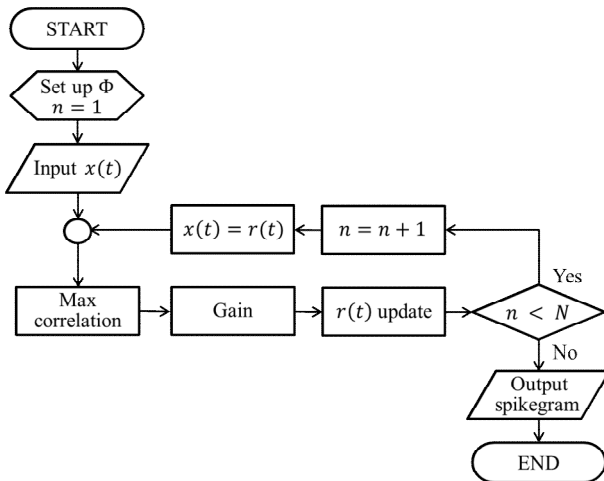 START
Set up Φ
n = 1
Input x(t)
x(t) = r(t)
n = n + 1
Max
correlation
Gain
r(t) update
n < N
Yes
No
Output
spikegram
END